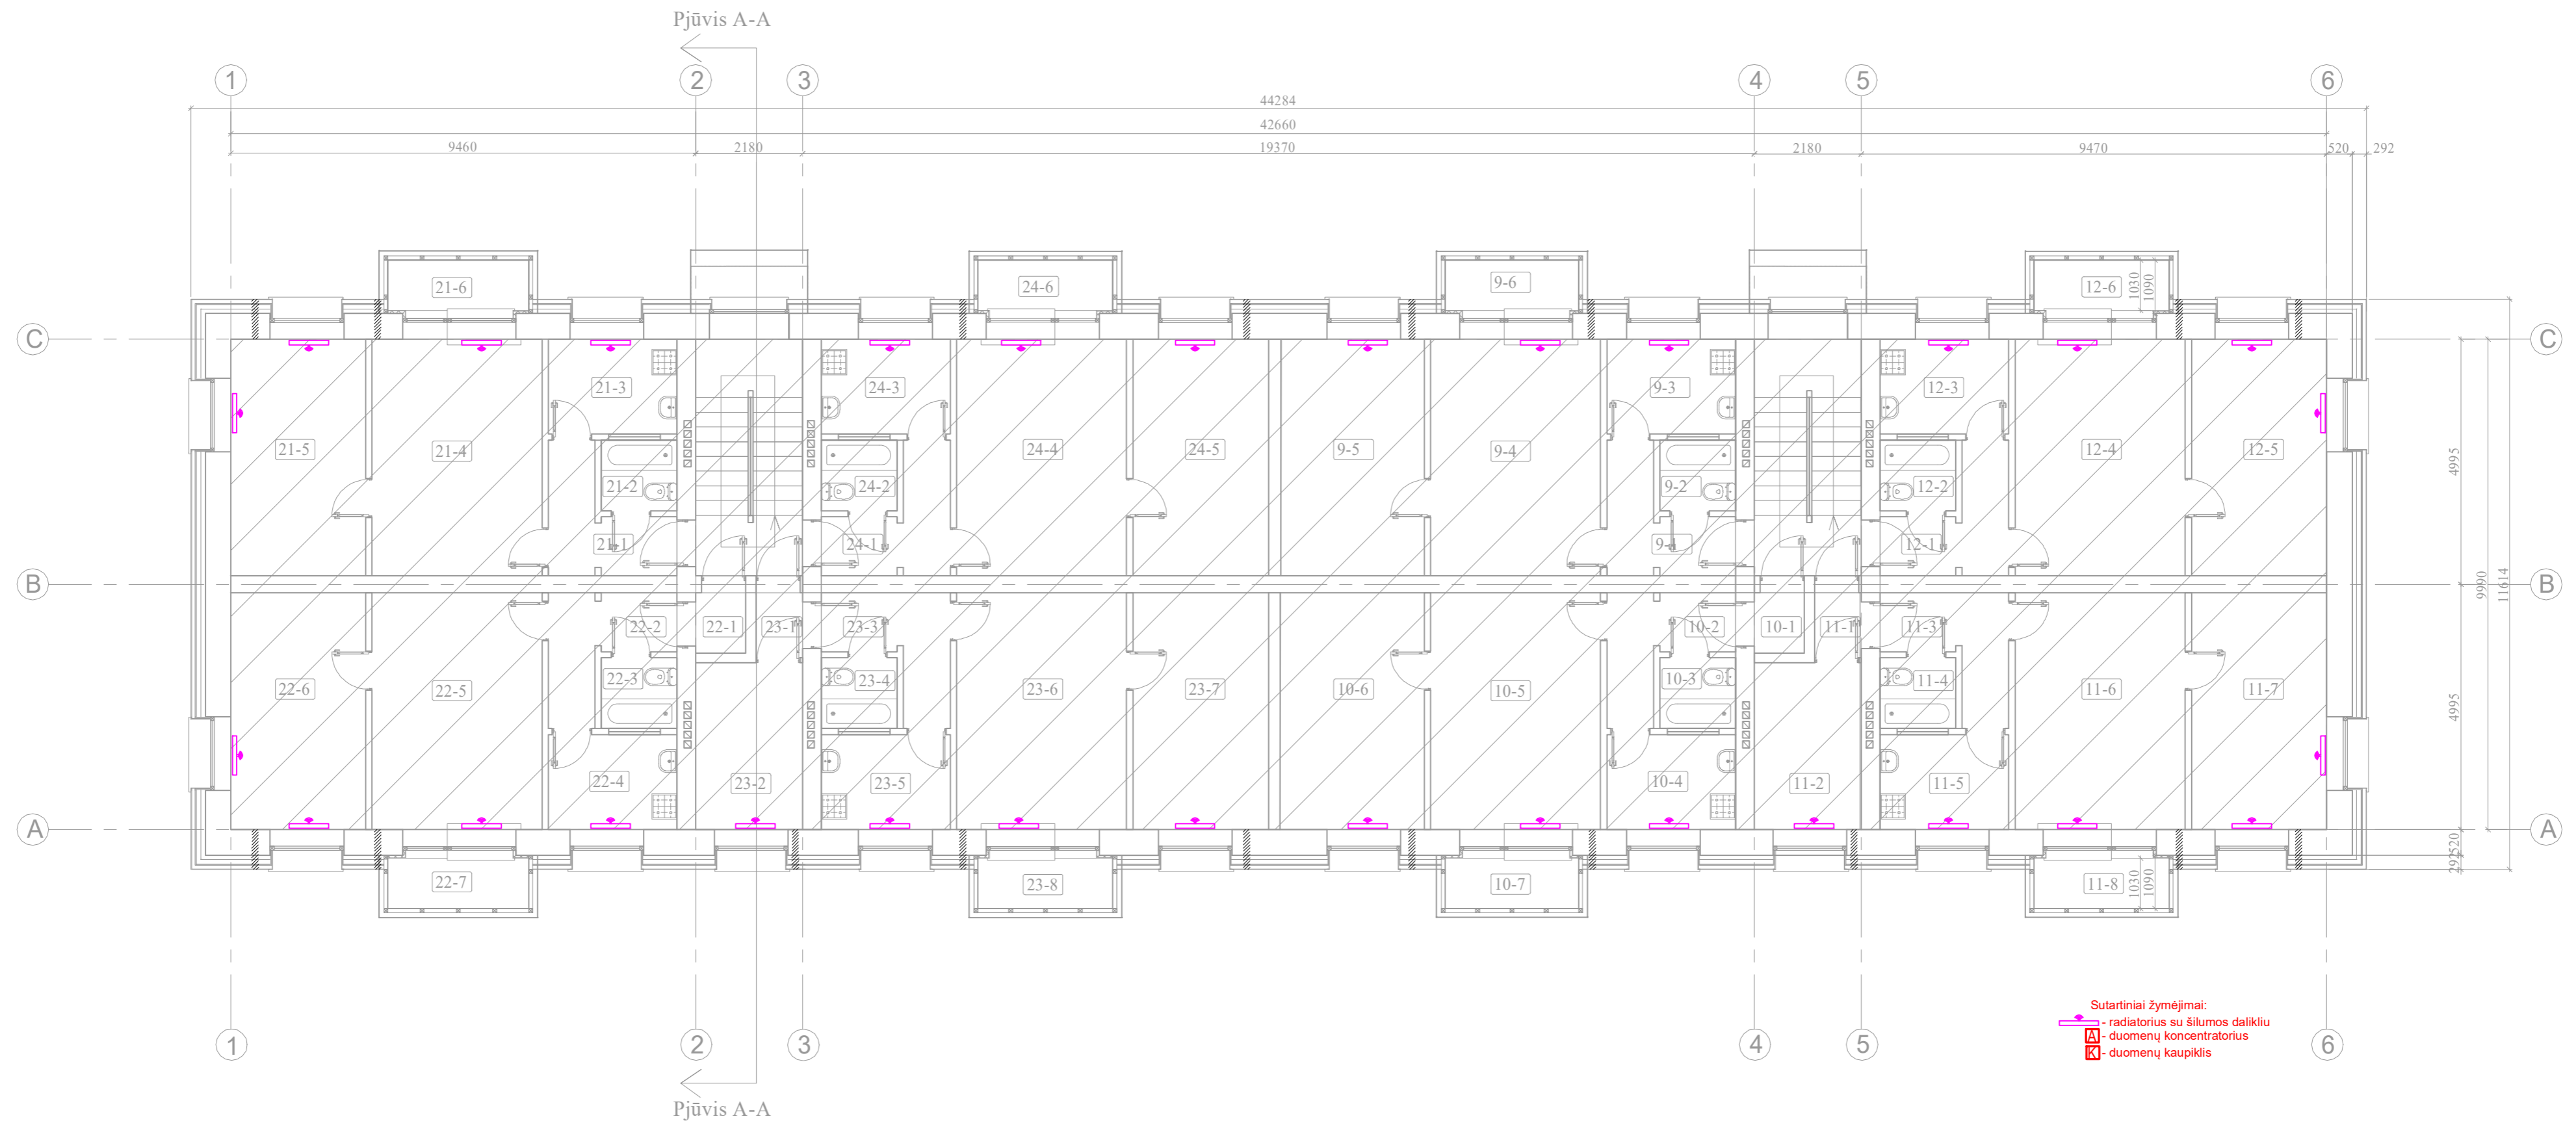 Pjūvis A-A
1 2 3 4 5 6
44284
42660
9460 2180 19370 2180 9470 520 292
21-6 24-6 9-6 12-6 1030 1090
C C
21-3 24-3 9-3 12-3
21-5 21-4 24-4 24-5 9-5 9-4 12-4 12-5 4995
21-2 24-2 9-2 12-2
21-1 24-1 9-1 12-1
B B
9990 11614
22-2 22-1 23-1 23-3 10-2 10-1 11-1 11-3
22-6 22-5 22-3 23-4 23-6 23-7 10-6 10-5 10-3 11-4 11-6 11-7
4995
22-4 23-2 23-5 10-4 11-2 11-5
A A
292 520
22-7 23-8 10-7 11-8 1030 1090
Sutartiniai žymėjimai:
- radiatorius su šilumos dalikliu
A - duomenų koncentratorius
K - duomenų kaupiklis
1 2 3 4 5 6
Pjūvis A-A